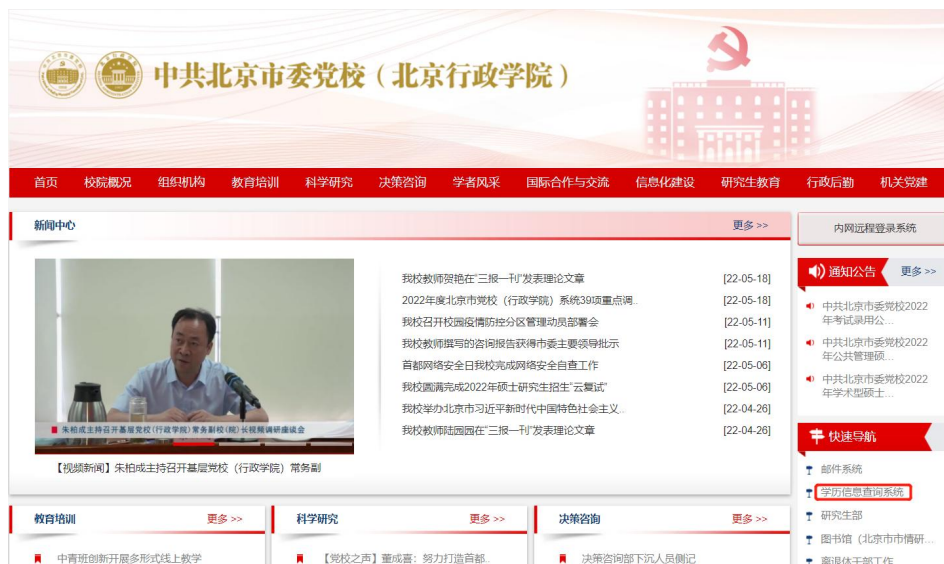 中共北京市委党校（北京行政学院）
首页 校院概况 组织机构 教育培训 科学研究 决策咨询 学者风采 国际合作与交流 信息化建设 研究生教育 行政后勤 机关党建
新闻中心 更多 >>
我校教师贺艳在“三报一刊”发表理论文章 [22-05-18]
2022年度北京市党校（行政学院）系统39项重点调.. [22-05-18]
我校召开校园疫情防控分区管理动员部署会 [22-05-11]
我校教师撰写的咨询报告获得市委主要领导批示 [22-05-11]
首都网络安全日我校完成网络安全自查工作 [22-05-06]
我校圆满完成2022年硕士研究生招生“云复试” [22-05-06]
我校举办北京市习近平新时代中国特色社会主义.. [22-04-26]
我校教师陆园园在“三报一刊”发表理论文章 [22-04-26]
朱柏成主持召开基层党校（行政学院）常务副校（院）长视频调研座谈会
【视频新闻】朱柏成主持召开基层党校（行政学院）常务副
内网远程登录系统
通知公告 更多 >>
中共北京市委党校2022
年考试录用公...
中共北京市委党校2022
年公共管理硕...
中共北京市委党校2022
年学术型硕士...
快速导航
邮件系统
学历信息查询系统
研究生部
图书馆（北京市市情研...
离退休干部工作
教育培训 更多 >>
中青班创新开展多形式线上教学
科学研究 更多 >>
【党校之声】董成喜：努力打造首都..
决策咨询 更多 >>
决策咨询部下沉人员侧记